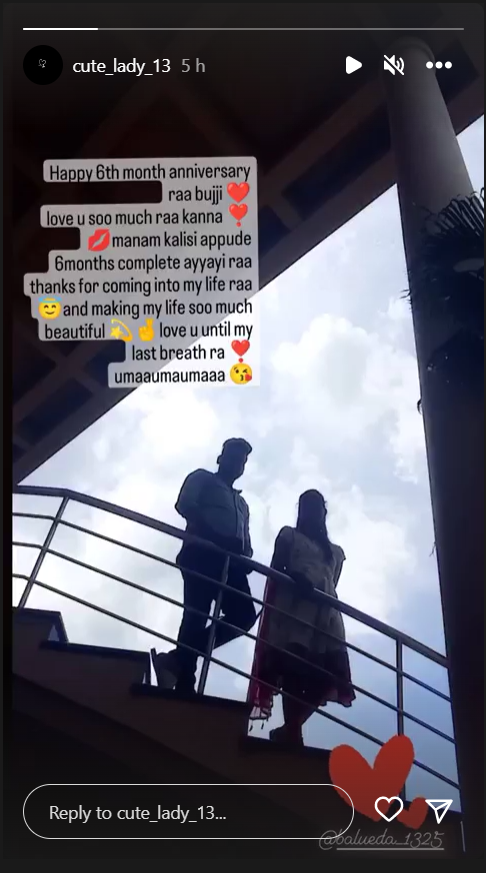 cute_lady_13 5 h
Happy 6th month anniversary
raa bujji ❤️
love u soo much raa kanna ❣️
💋 manam kalisi appude
6months complete ayyayi raa
thanks for coming into my life raa
😇 and making my life soo much
beautiful 💫🤞 love u until my
last breath ra ❣️
umaaumaumaaa 😘
Reply to cute_lady_13...
@balueda_1325